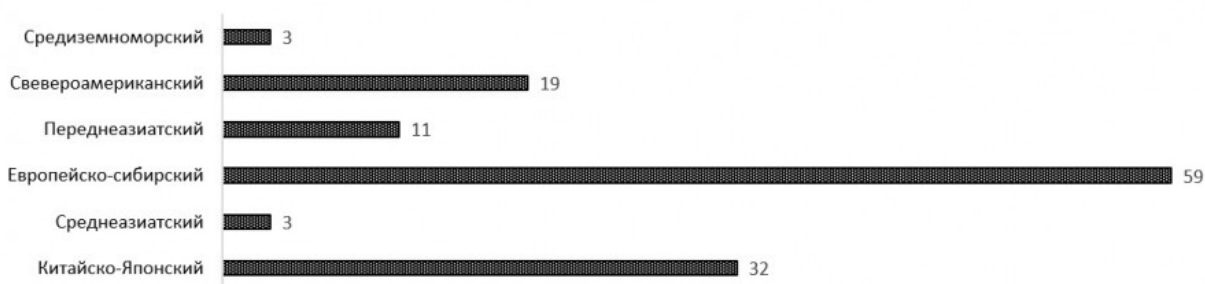 Средиземноморский 3
Свевероамериканский 19
Переднеазиатский 11
Европейско-сибирский 59
Среднеазиатский 3
Китайско-Японский 32